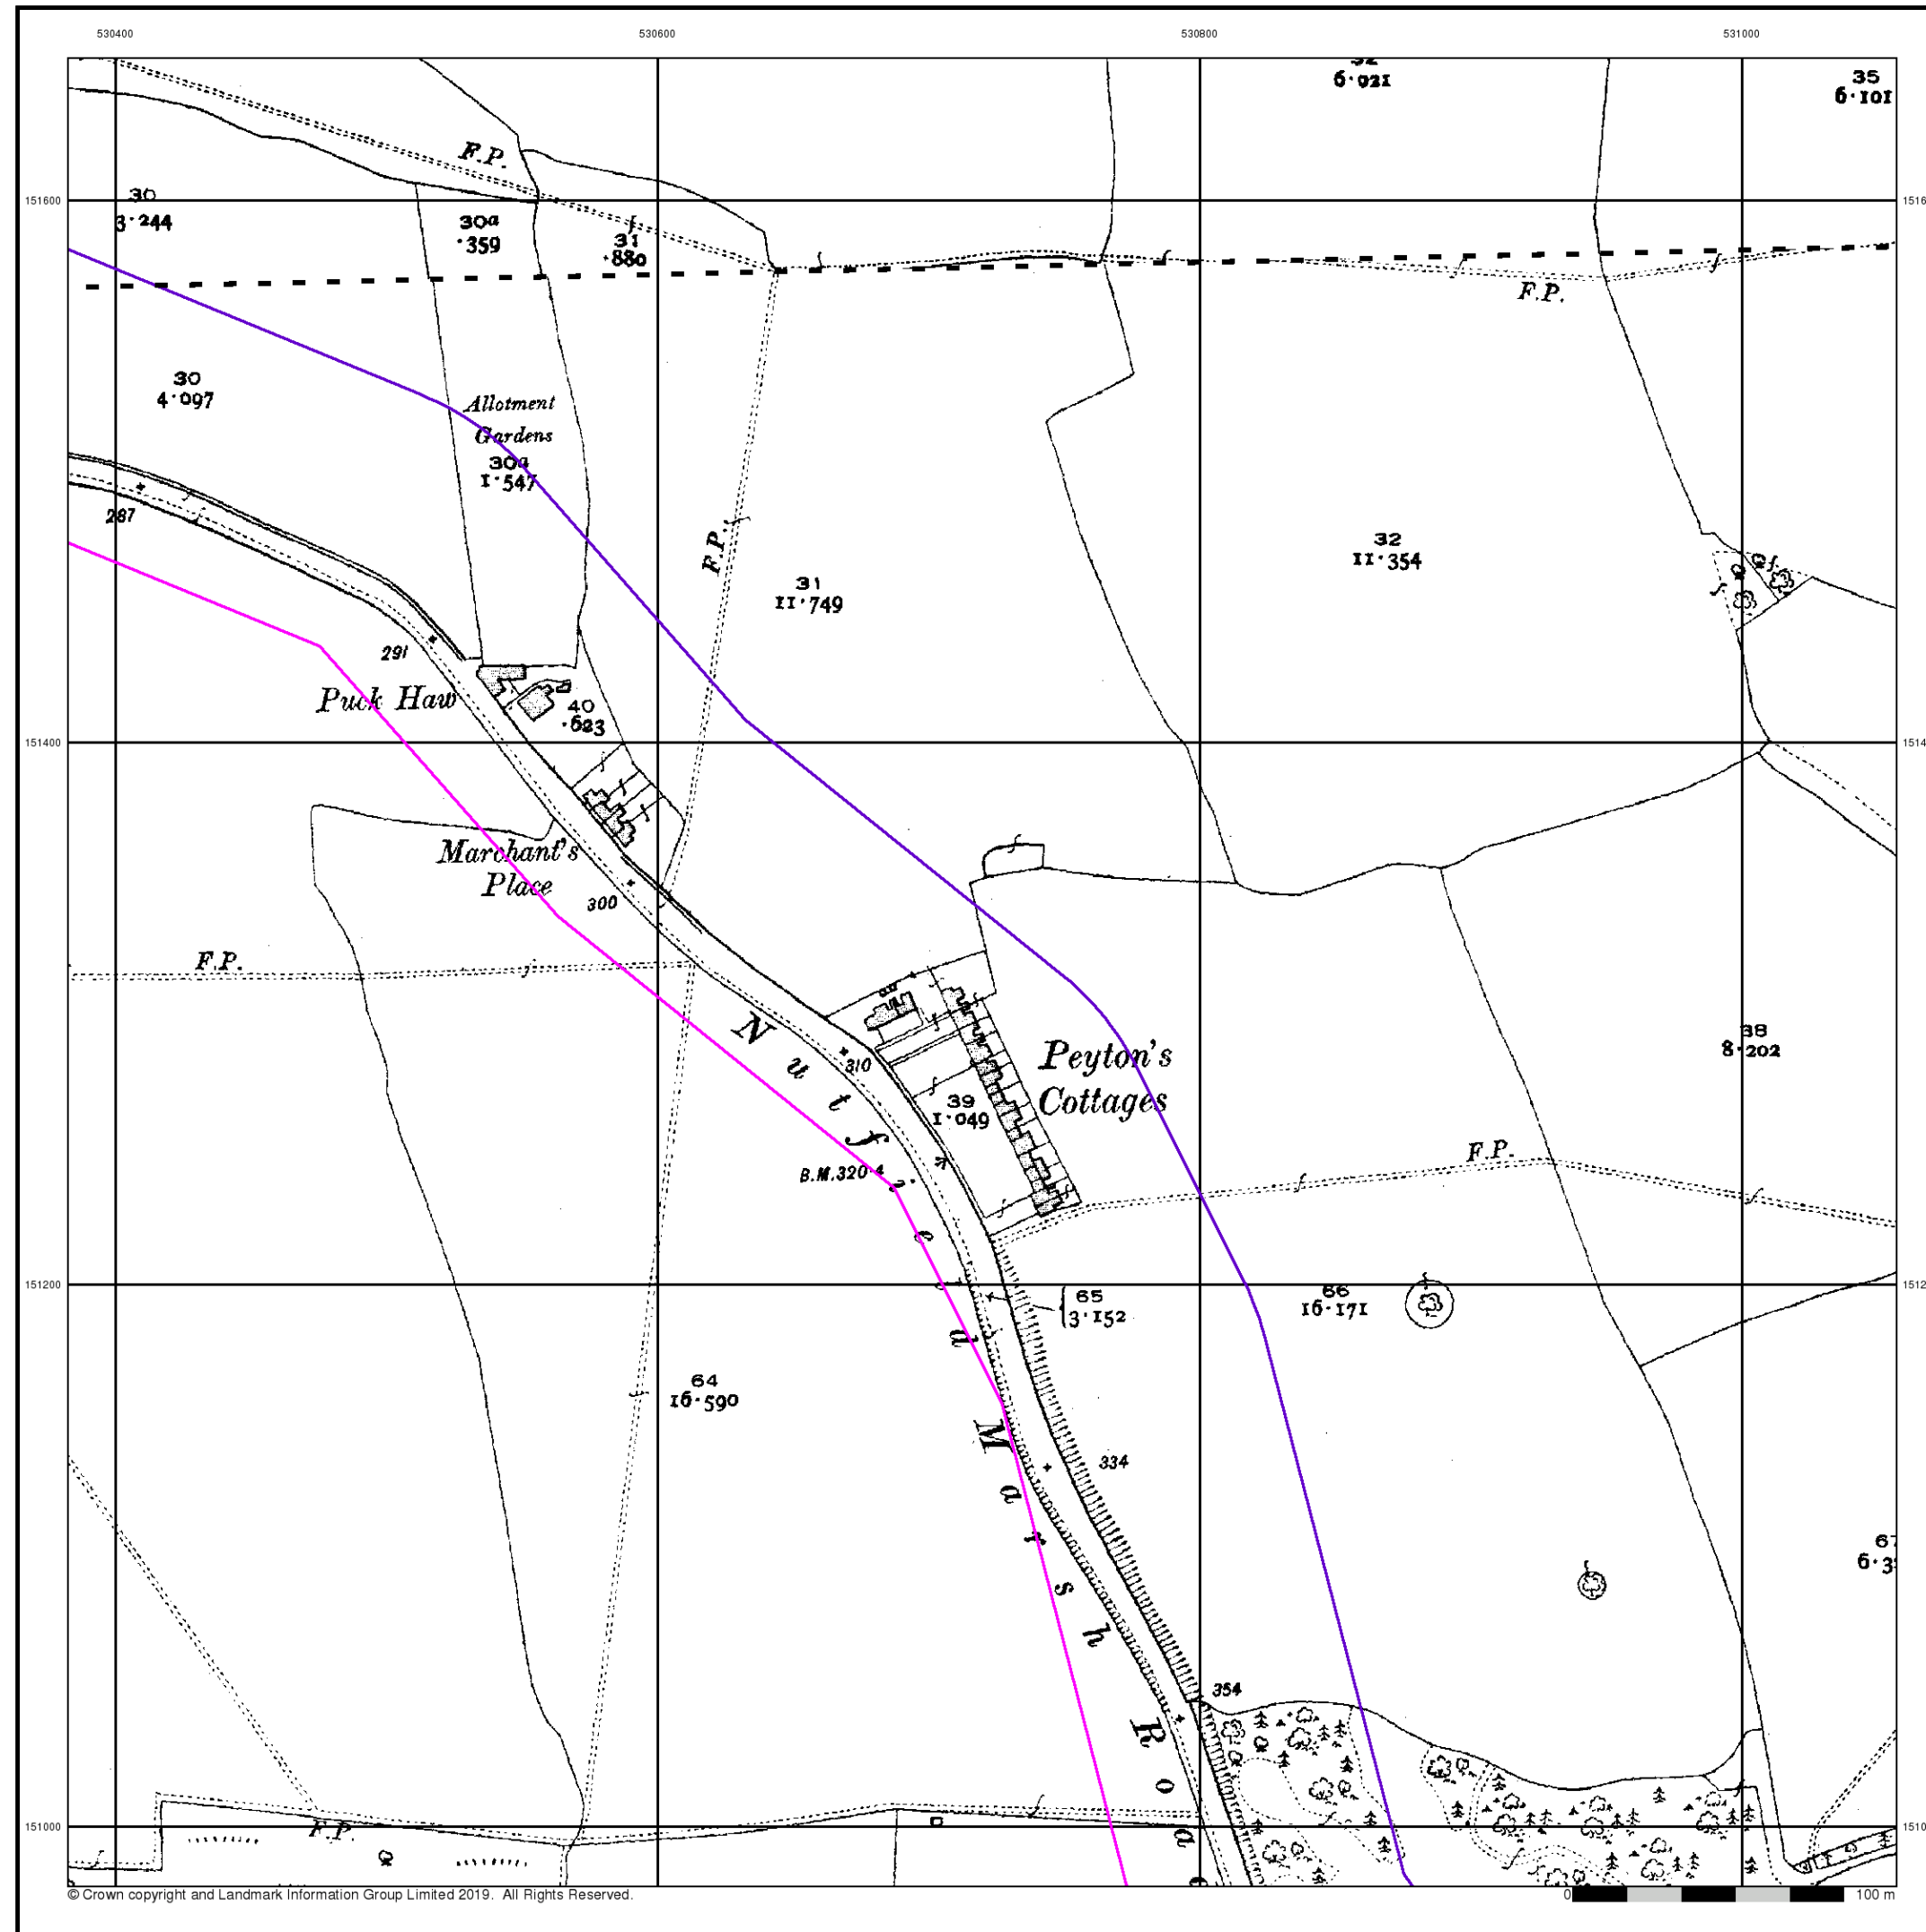 530400 530600 530800 531000
6·021
35
6·101
F.P.
151600
30
3·244
30a
·359
31
·880
F.P.
30
4·097
Allotment
Gardens
30a
1·547
287
F.P.
31
11·749
32
11·354
291
Puck Haw
40
·623
151400
Marchant's
Place
300
F.P.
Nutfield Marsh Roa
310
Peyton's
Cottages
39
1·049
38
8·202
B.M.320·4
F.P.
151200
65
3·152
66
16·171
64
16·590
334
67
354
151000
F.P.
© Crown copyright and Landmark Information Group Limited 2019. All Rights Reserved.
0 100 m